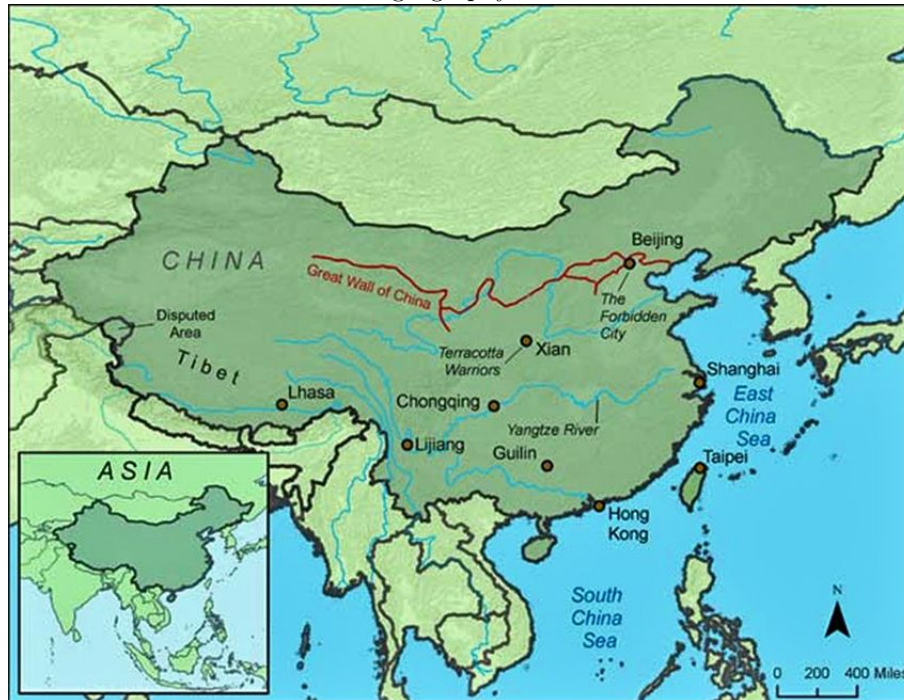 CHINA
Great Wall of China
Beijing
The
Forbidden
City
Disputed
Area
Tibet
Terracotta
Warriors
Xian
Shanghai
East
China
Sea
Lhasa
Chongqing
Yangtze River
Lijiang
Guilin
Taipei
Hong
Kong
ASIA
South
China
Sea
N
0 200 400 Miles